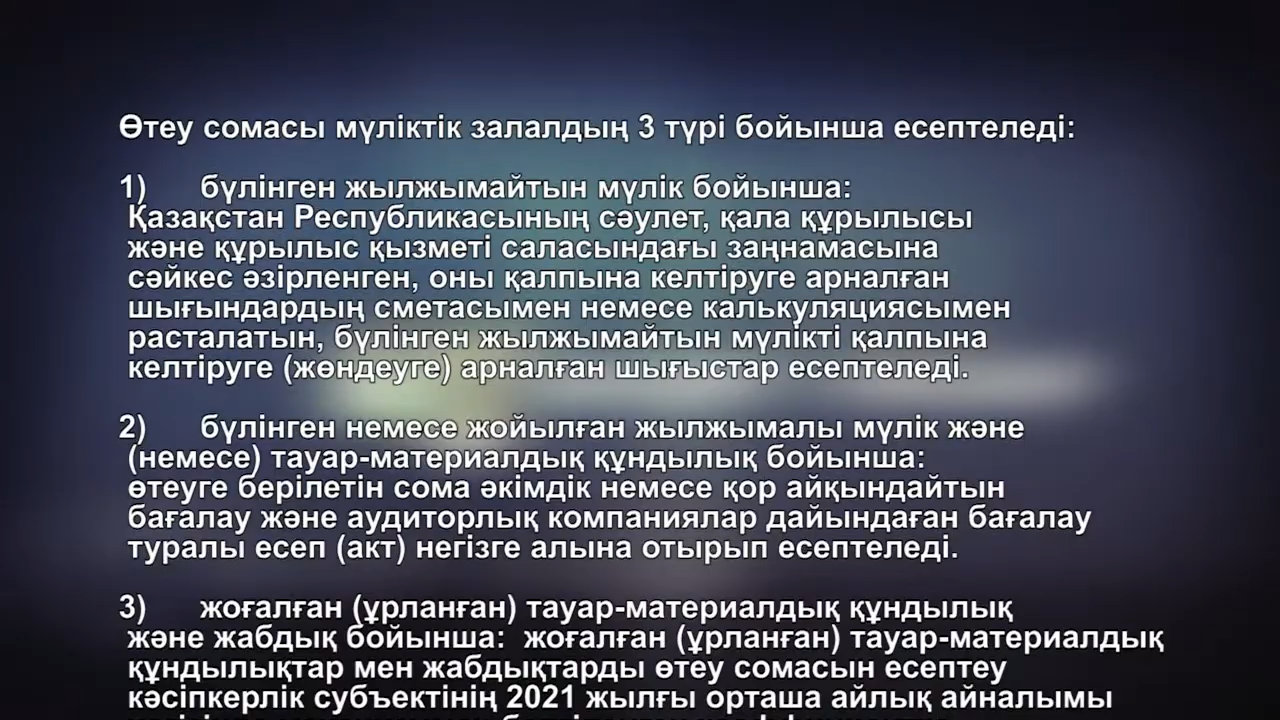 Өтеу сомасы мүліктік залалдың 3 түрі бойынша есептеледі:
1) бүлінген жылжымайтын мүлік бойынша:
Қазақстан Республикасының сәулет, қала құрылысы
және құрылыс қызметі саласындағы заңнамасына
сәйкес әзірленген, оны қалпына келтіруге арналған
шығындардың сметасымен немесе калькуляциясымен
расталатын, бүлінген жылжымайтын мүлікті қалпына
келтіруге (жөндеуге) арналған шығыстар есептеледі.
2) бүлінген немесе жойылған жылжымалы мүлік және
(немесе) тауар-материалдық құндылық бойынша:
өтеуге берілетін сома әкімдік немесе қор айқындайтын
бағалау және аудиторлық компаниялар дайындаған бағалау
туралы есеп (акт) негізге алына отырып есептеледі.
3) жоғалған (ұрланған) тауар-материалдық құндылық
және жабдық бойынша: жоғалған (ұрланған) тауар-материалдық
құндылықтар мен жабдықтарды өтеу сомасын есептеу
кәсіпкерлік субъектінің 2021 жылғы орташа айлық айналымы